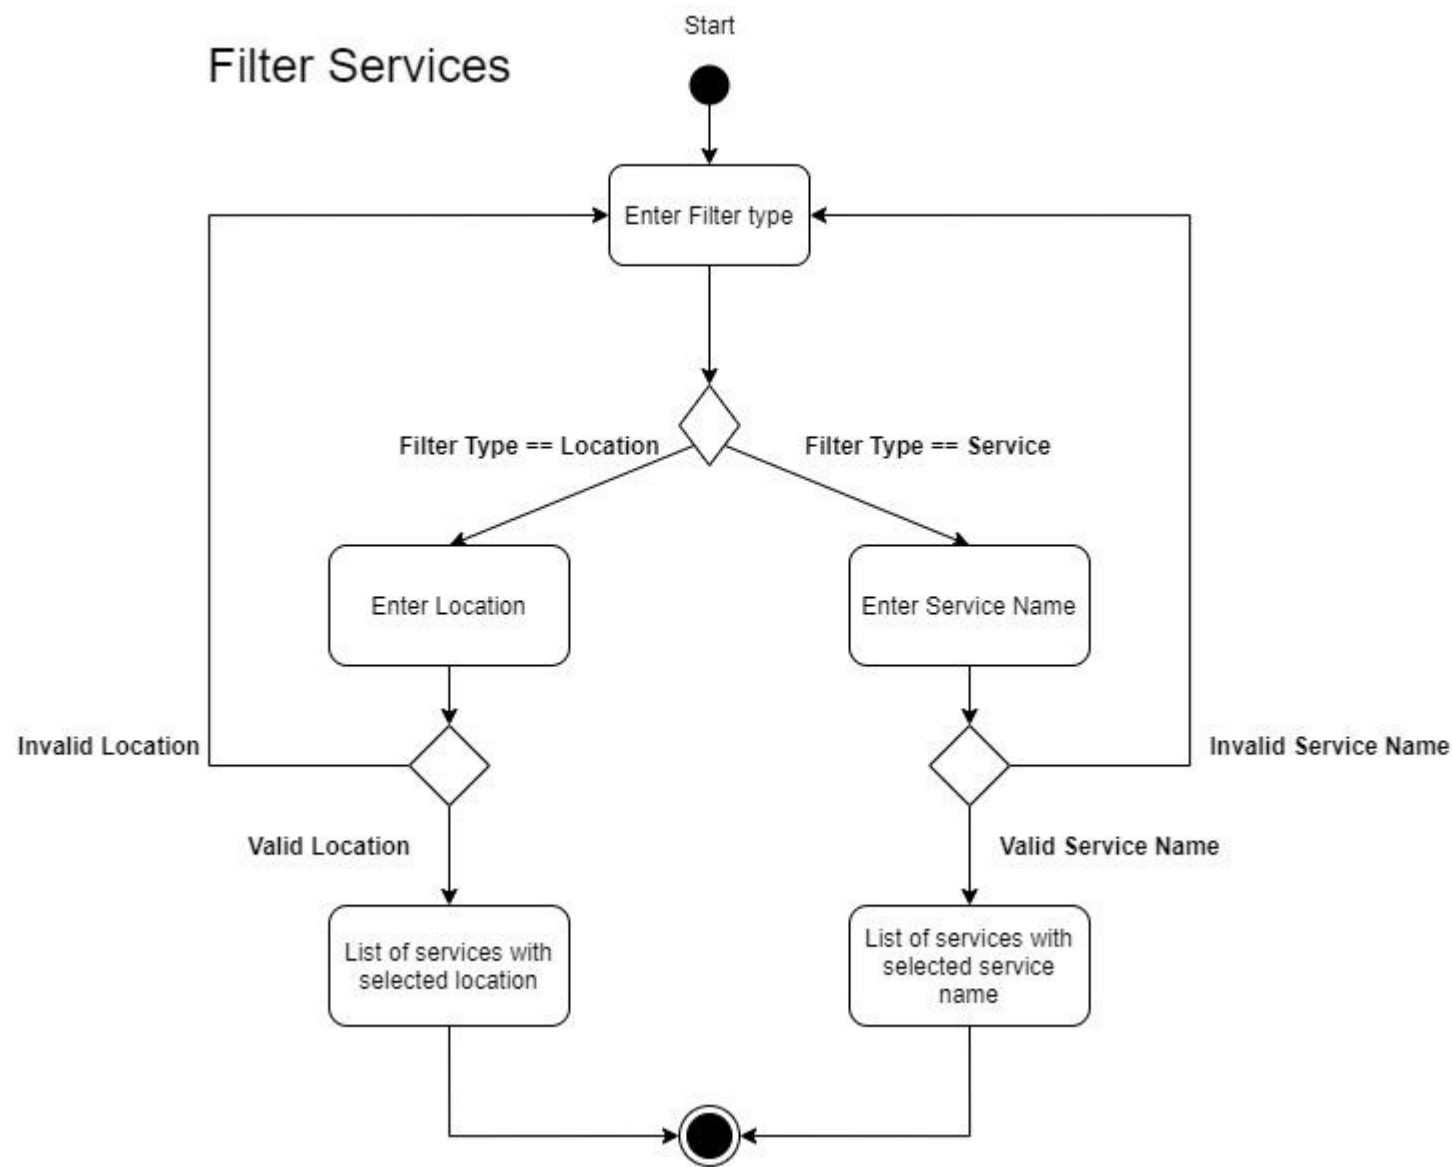 Start
Filter Services
Enter Filter type
Filter Type == Location
Filter Type == Service
Enter Location
Enter Service Name
Invalid Location
Invalid Service Name
Valid Location
Valid Service Name
List of services with
selected location
List of services with
selected service
name